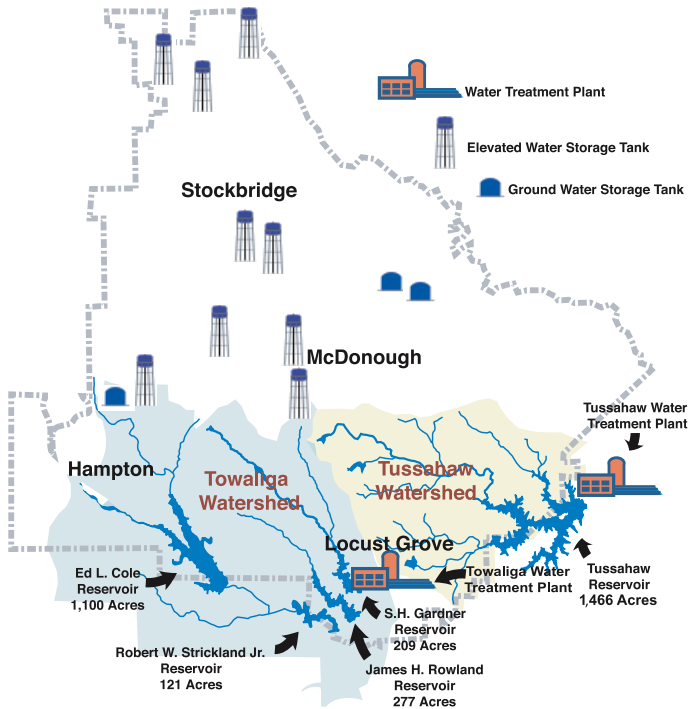 Water Treatment Plant
Elevated Water Storage Tank
Stockbridge
Ground Water Storage Tank
McDonough
Tussahaw Water
Treatment Plant
Hampton
Towaliga
Watershed
Tussahaw
Watershed
Locust Grove
Ed L. Cole
Reservoir
1,100 Acres
Towaliga Water
Treatment Plant
Tussahaw
Reservoir
1,466 Acres
S.H. Gardner
Reservoir
209 Acres
Robert W. Strickland Jr.
Reservoir
121 Acres
James H. Rowland
Reservoir
277 Acres